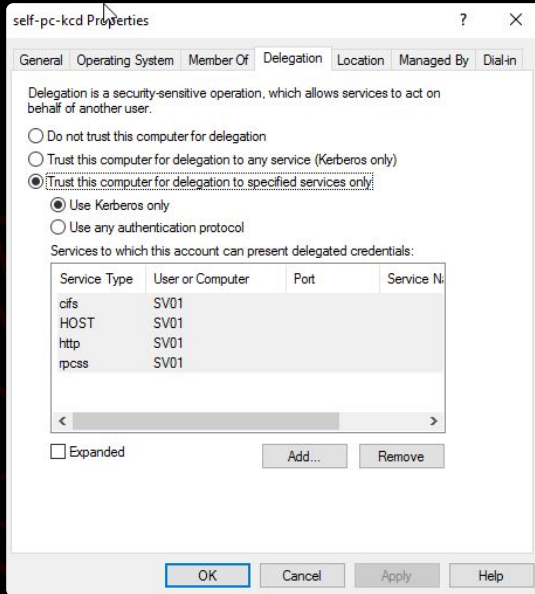 self-pc-kcd Properties
General Operating System Member Of Delegation Location Managed By Dial-in
Delegation is a security-sensitive operation, which allows services to act on
behalf of another user.
Do not trust this computer for delegation
Trust this computer for delegation to any service (Kerberos only)
Trust this computer for delegation to specified services only
Use Kerberos only
Use any authentication protocol
Services to which this account can present delegated credentials:
Service Type User or Computer Port Service Na
cifs SV01
HOST SV01
http SV01
rpcss SV01
Expanded Add... Remove
OK Cancel Apply Help